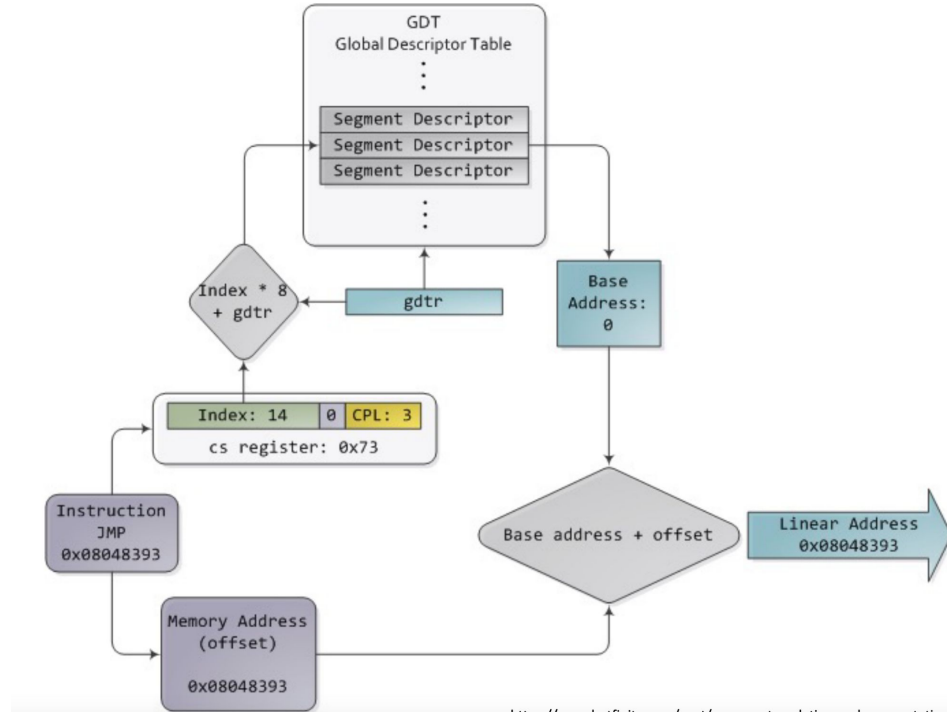 GDT
Global Descriptor Table
Segment Descriptor
Segment Descriptor
Segment Descriptor
Index * 8
+ gdtr
gdtr
Base
Address:
0
Index: 14 0 CPL: 3
cs register: 0x73
Instruction
JMP
0x08048393
Base address + offset
Linear Address
0x08048393
Memory Address
(offset)
0x08048393